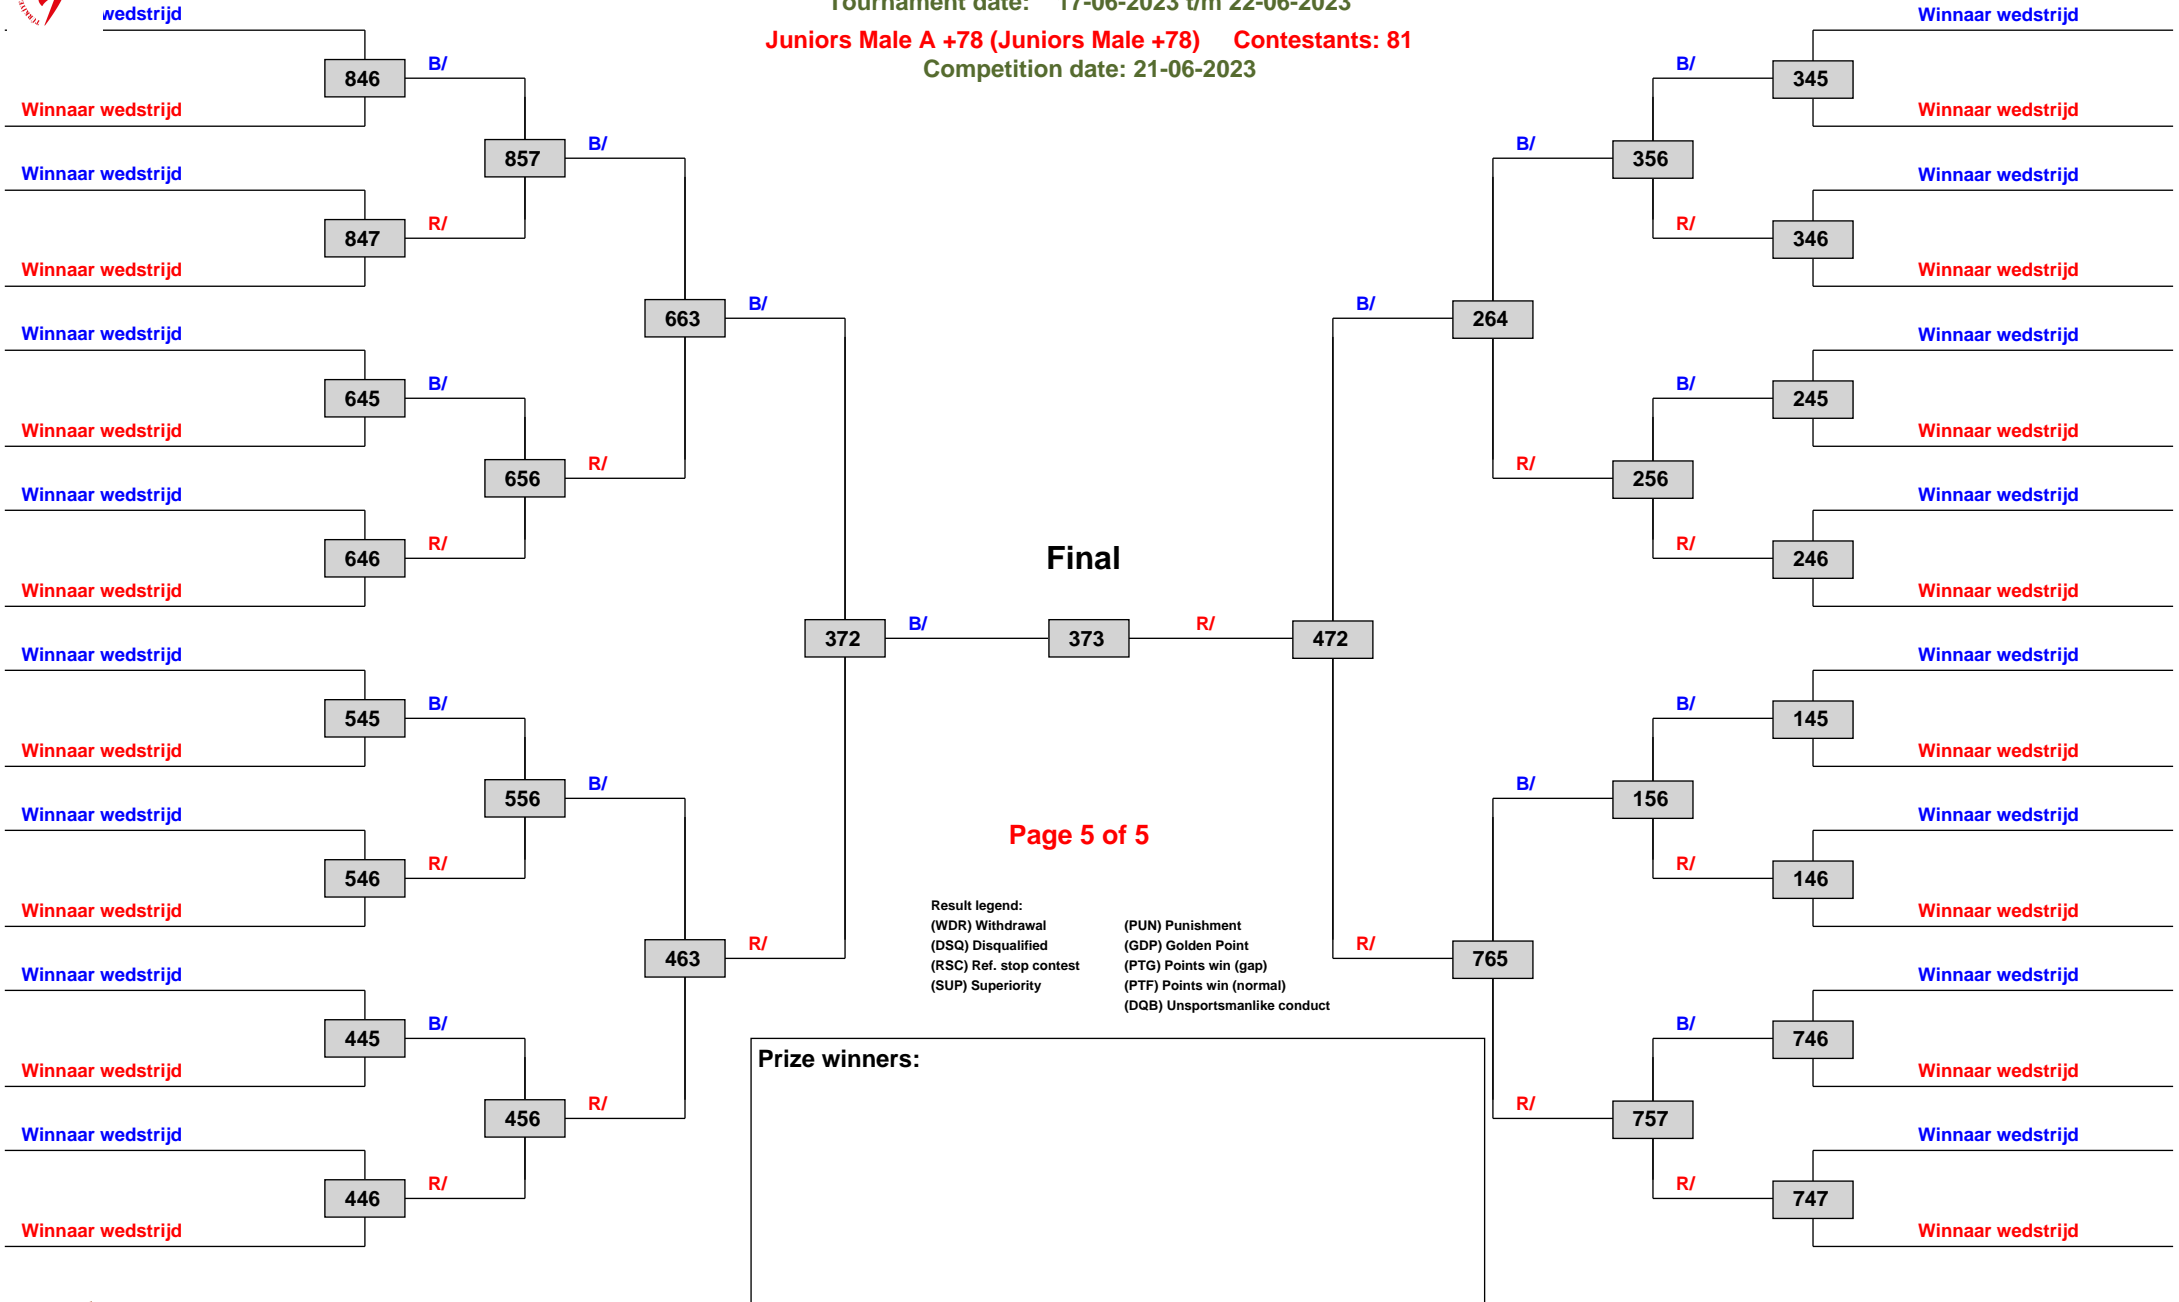 Tournament date: 17-06-2023 t/m 22-06-2023
Juniors Male A +78 (Juniors Male +78) Contestants: 81
Competition date: 21-06-2023
wedstrijd
846
B/
Winnaar wedstrijd
857
B/
Winnaar wedstrijd
847
R/
Winnaar wedstrijd
663
B/
Winnaar wedstrijd
645
B/
Winnaar wedstrijd
656
R/
Winnaar wedstrijd
646
R/
Winnaar wedstrijd
372
B/
Winnaar wedstrijd
545
B/
Winnaar wedstrijd
556
B/
Winnaar wedstrijd
546
R/
Winnaar wedstrijd
463
R/
Winnaar wedstrijd
445
B/
Winnaar wedstrijd
456
R/
Winnaar wedstrijd
446
R/
Winnaar wedstrijd
Final
373
R/
472
Winnaar wedstrijd
B/
345
Winnaar wedstrijd
B/
356
Winnaar wedstrijd
R/
346
Winnaar wedstrijd
B/
264
Winnaar wedstrijd
B/
245
Winnaar wedstrijd
R/
256
Winnaar wedstrijd
R/
246
Winnaar wedstrijd
Winnaar wedstrijd
B/
145
Winnaar wedstrijd
B/
156
Winnaar wedstrijd
R/
146
Winnaar wedstrijd
R/
765
Winnaar wedstrijd
B/
746
Winnaar wedstrijd
R/
757
Winnaar wedstrijd
R/
747
Winnaar wedstrijd
Page 5 of 5
Result legend:
(WDR) Withdrawal
(DSQ) Disqualified
(RSC) Ref. stop contest
(SUP) Superiority
(PUN) Punishment
(GDP) Golden Point
(PTG) Points win (gap)
(PTF) Points win (normal)
(DQB) Unsportsmanlike conduct
Prize winners: